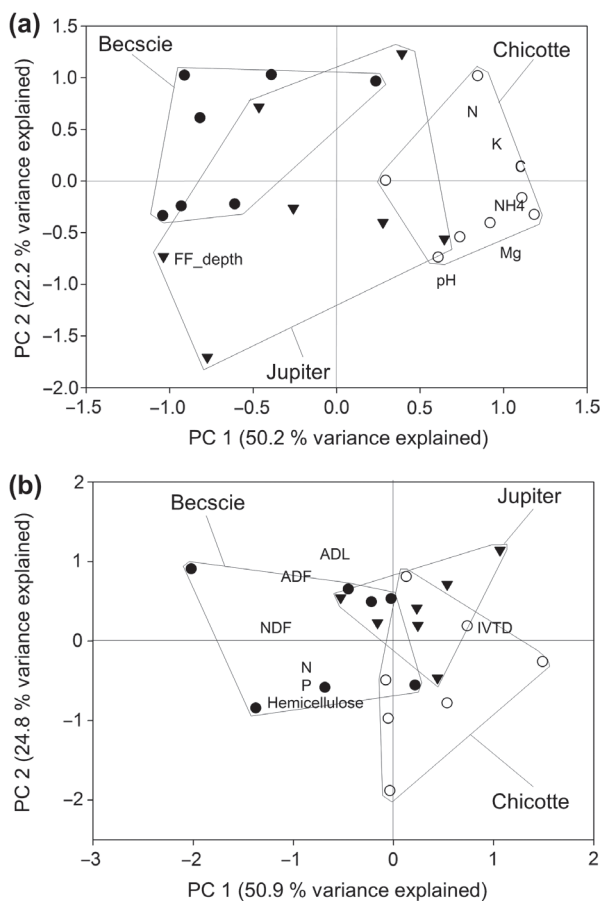 (a)
Becscie
Chicotte
N
K
NH4
Mg
pH
FF_depth
Jupiter
1.5
1.0
0.5
0.0
−0.5
−1.0
−1.5
−2.0
PC 2 (22.2 % variance explained)
−1.5 −1.0 −0.5 0.0 0.5 1.0 1.5
PC 1 (50.2 % variance explained)
(b)
Becscie
Jupiter
ADL
ADF
NDF
IVTD
N
P
Hemicellulose
Chicotte
2
1
0
−1
−2
PC 2 (24.8 % variance explained)
−3 −2 −1 0 1 2
PC 1 (50.9 % variance explained)